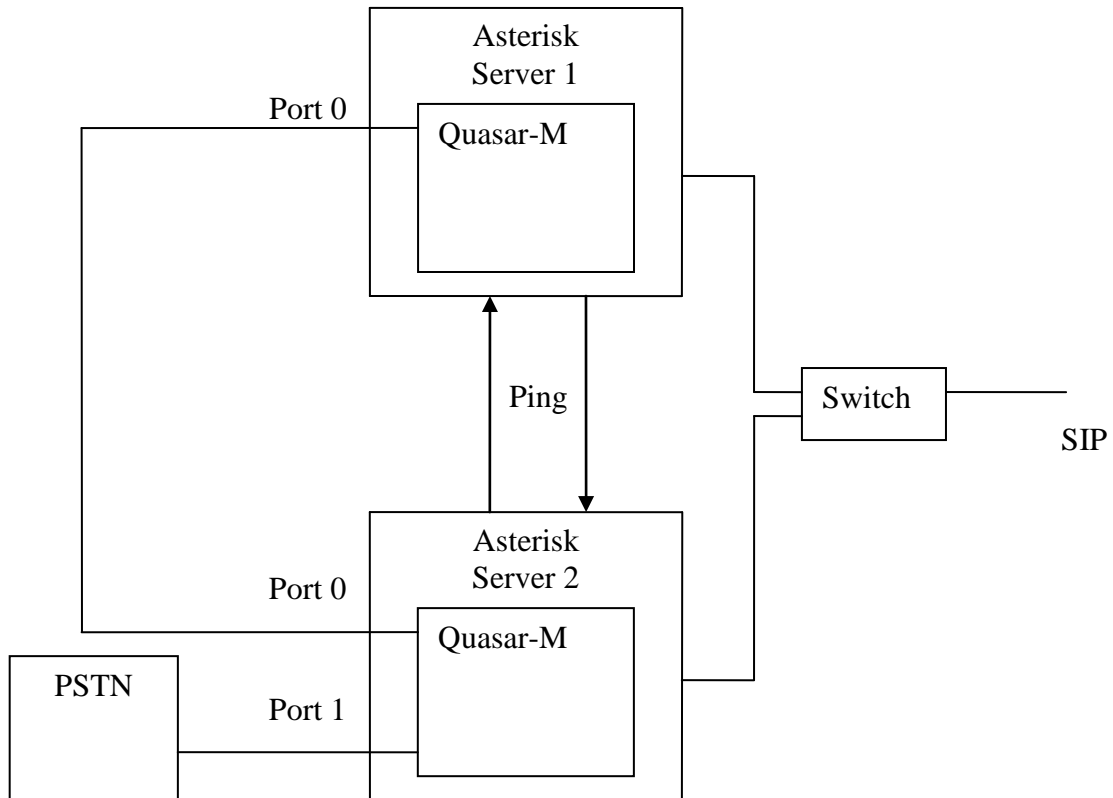 Asterisk
Server 1
Port 0
Quasar-M
Ping
Switch
SIP
Asterisk
Server 2
Port 0
Quasar-M
PSTN
Port 1